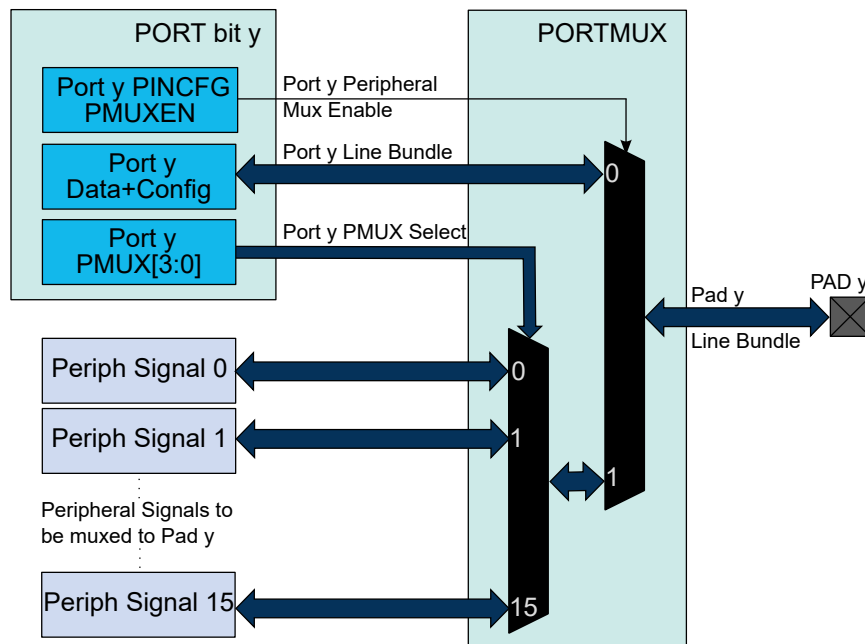 PORT bit y
PORTMUX
Port y PINCFG
PMUXEN
Port y Peripheral
Mux Enable
Port y
Data+Config
Port y Line Bundle
0
Port y
PMUX[3:0]
Port y PMUX Select
Pad y
Line Bundle
PAD y
Periph Signal 0
0
Periph Signal 1
1
1
Peripheral Signals to
be muxed to Pad y
Periph Signal 15
15